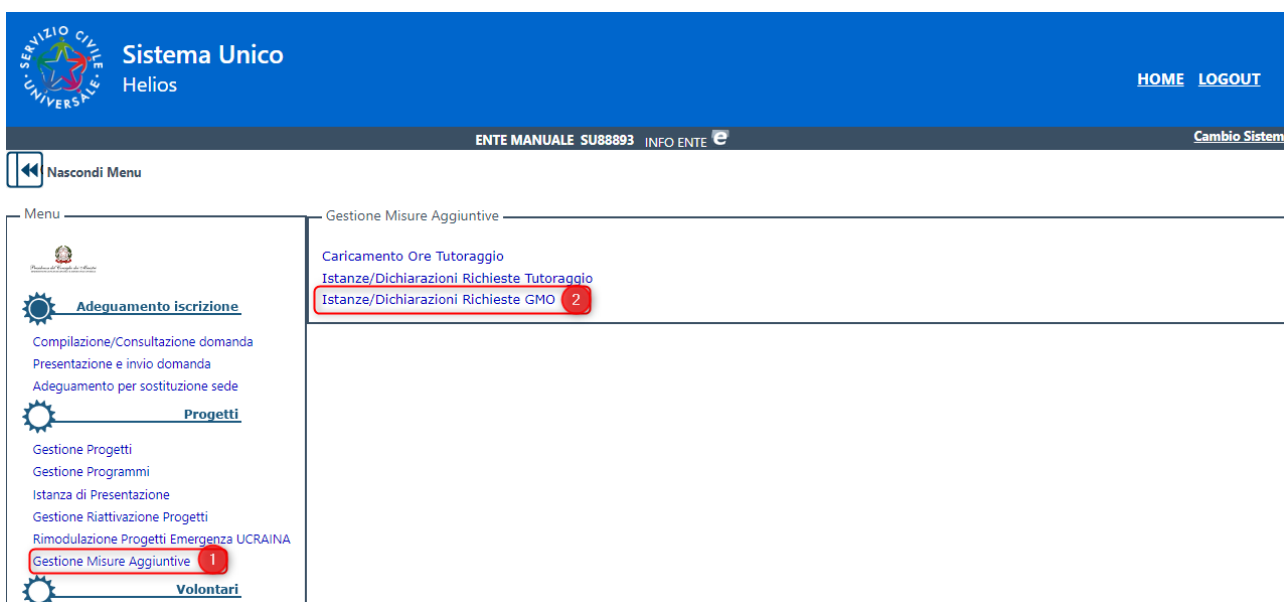 SERVIZIO CIVILE UNIVERSALE
Sistema Unico
Helios
HOME LOGOUT
ENTE MANUALE SU88893 INFO ENTE
Cambio Sistem
Nascondi Menu
Menu
Adeguamento iscrizione
Compilazione/Consultazione domanda
Presentazione e invio domanda
Adeguamento per sostituzione sede
Progetti
Gestione Progetti
Gestione Programmi
Istanza di Presentazione
Gestione Riattivazione Progetti
Rimodulazione Progetti Emergenza UCRAINA
Gestione Misure Aggiuntive 1
Volontari
Gestione Misure Aggiuntive
Caricamento Ore Tutoraggio
Istanze/Dichiarazioni Richieste Tutoraggio
Istanze/Dichiarazioni Richieste GMO 2